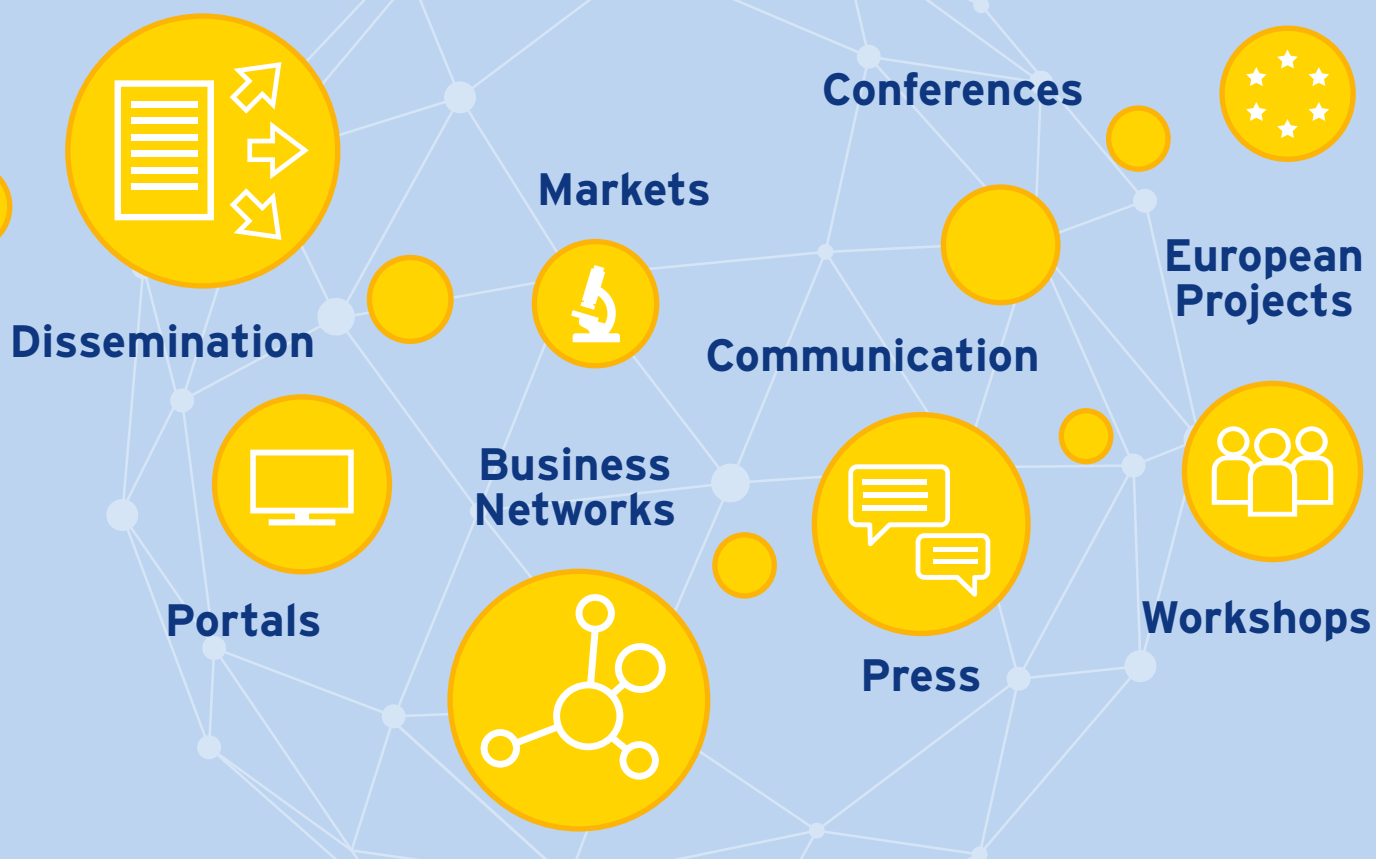 Conferences
Markets
European
Projects
Dissemination
Communication
Business
Networks
Portals
Workshops
Press